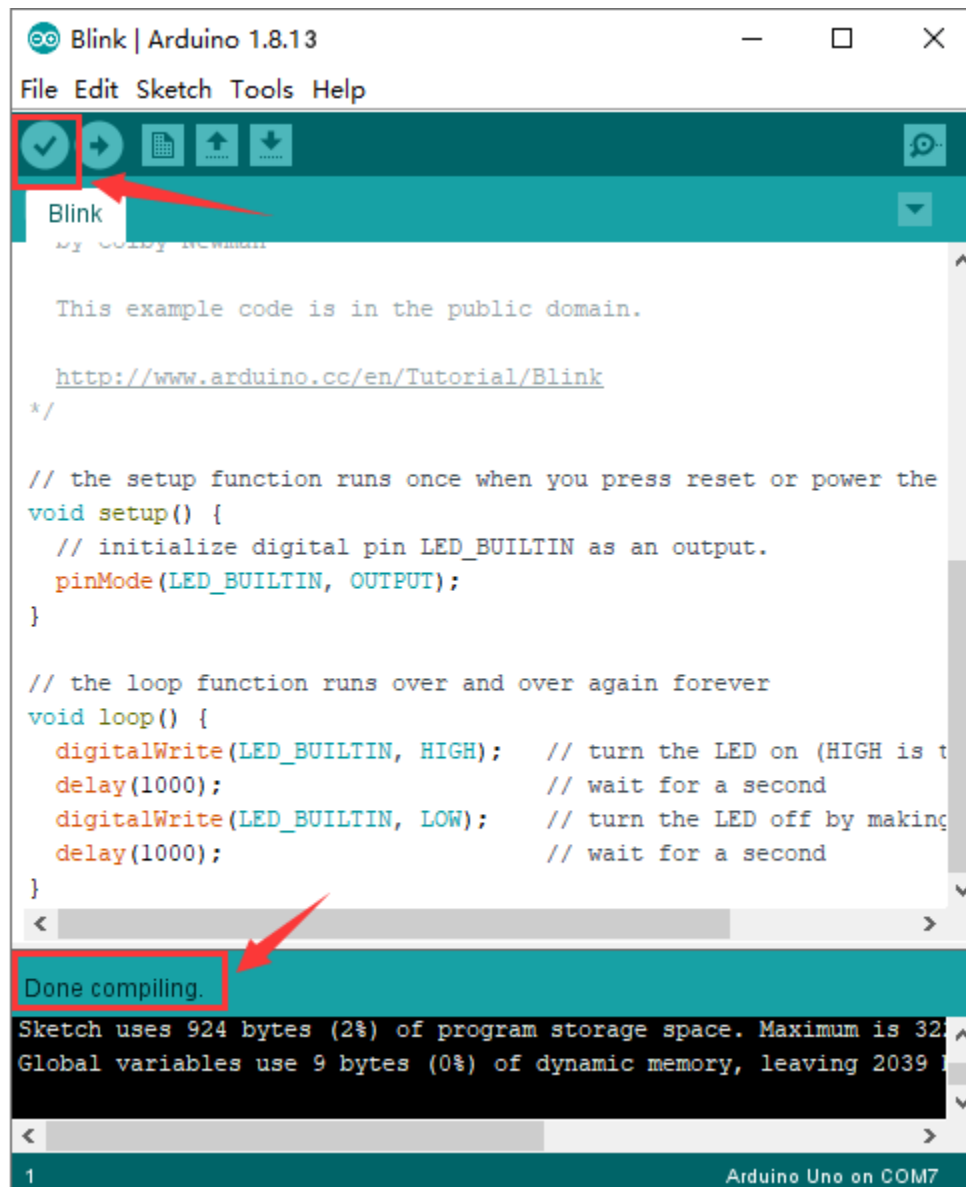 Blink | Arduino 1.8.13
File Edit Sketch Tools Help
Blink
by Colby Newman
This example code is in the public domain.
http://www.arduino.cc/en/Tutorial/Blink
*/
// the setup function runs once when you press reset or power the
void setup() {
  // initialize digital pin LED_BUILTIN as an output.
  pinMode(LED_BUILTIN, OUTPUT);
}
// the loop function runs over and over again forever
void loop() {
  digitalWrite(LED_BUILTIN, HIGH);   // turn the LED on (HIGH is t
  delay(1000);                       // wait for a second
  digitalWrite(LED_BUILTIN, LOW);    // turn the LED off by making
  delay(1000);                       // wait for a second
}
Done compiling.
Sketch uses 924 bytes (2%) of program storage space. Maximum is 32
Global variables use 9 bytes (0%) of dynamic memory, leaving 2039
1
Arduino Uno on COM7